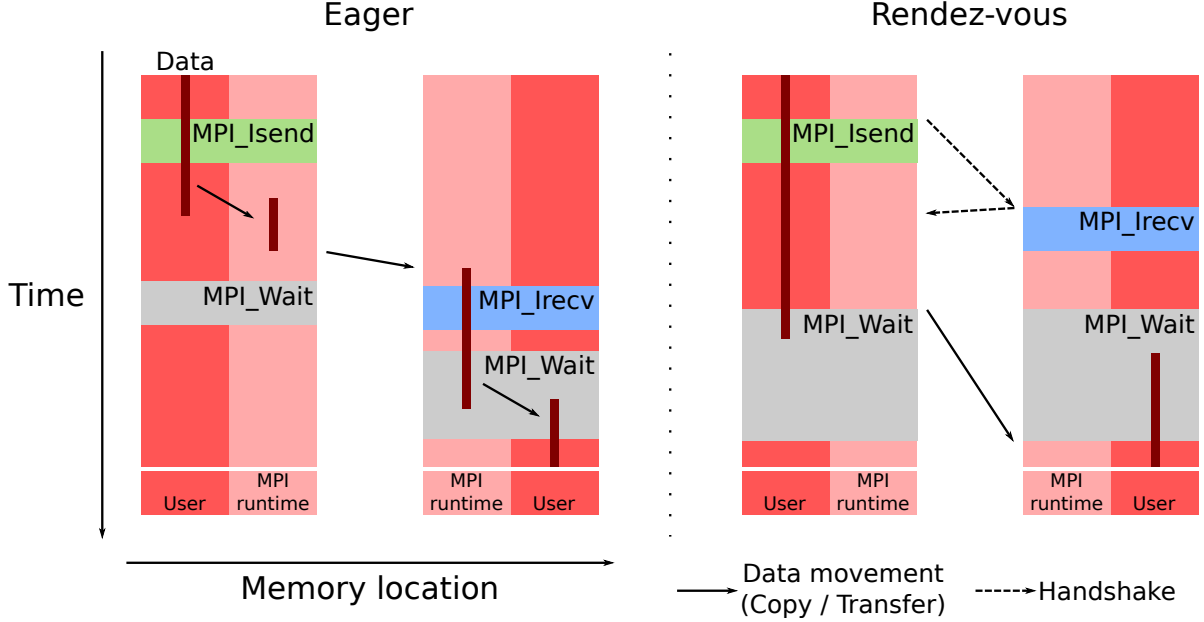 Eager
Rendez-vous
Data
MPI_Isend
MPI_Isend
MPI_Irecv
Time
MPI_Wait
MPI_Irecv
MPI_Wait
MPI_Wait
MPI_Wait
User
MPI
runtime
MPI
runtime
User
User
MPI
runtime
MPI
runtime
User
Memory location
Data movement
(Copy / Transfer)
Handshake